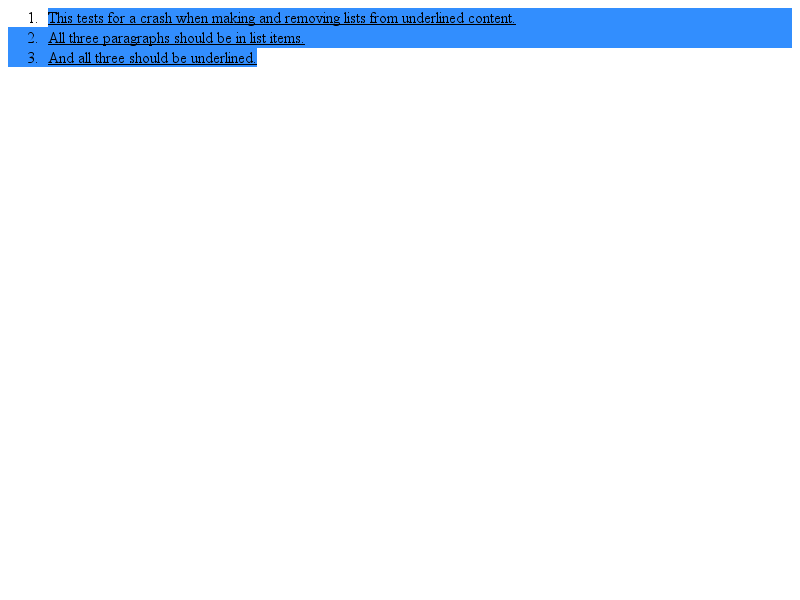 1. This tests for a crash when making and removing lists from underlined content.
2. All three paragraphs should be in list items.
3. And all three should be underlined.